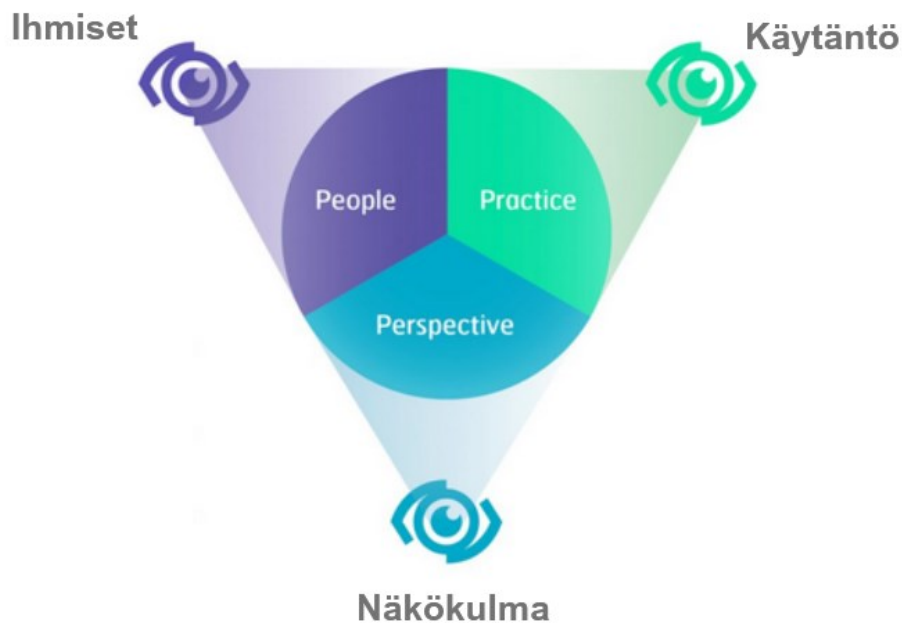 Ihmiset
Käytäntö
People
Practice
Perspective
Näkökulma